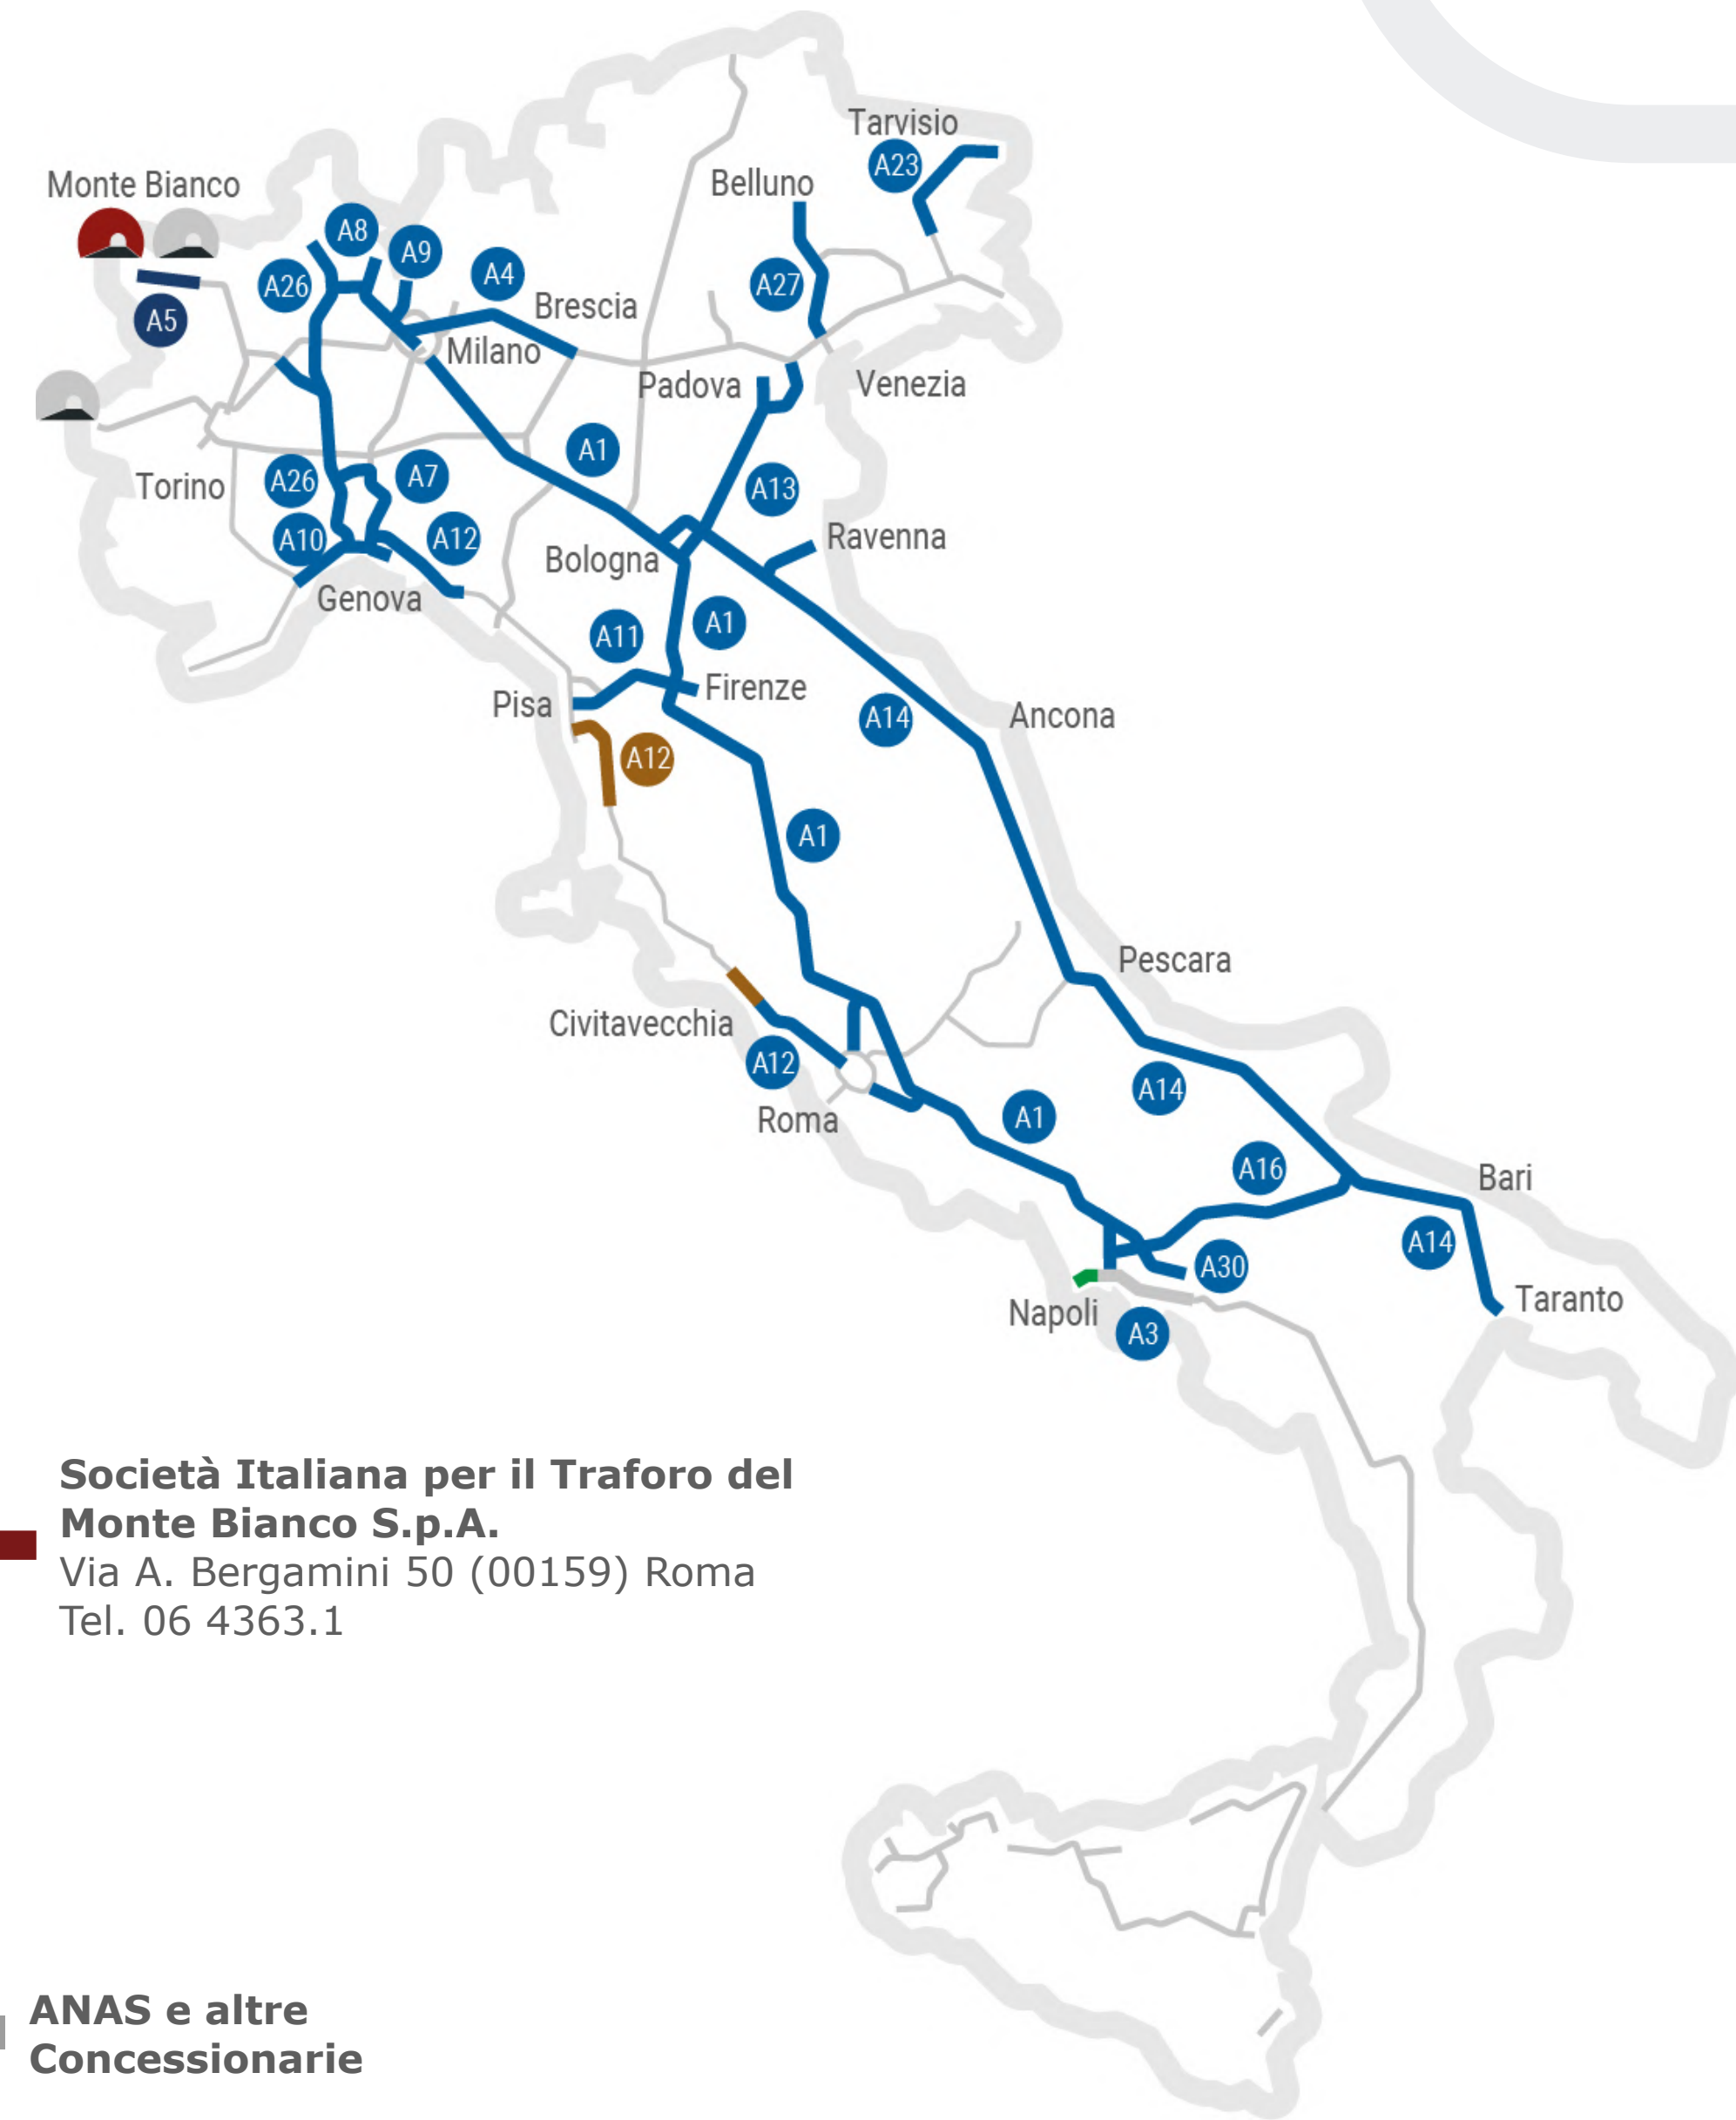 Tarvisio
A23
Monte Bianco
Belluno
A8
A9
A4
A26
A27
A5
Brescia
Milano
Padova
Venezia
A1
Torino
A26
A7
A13
A10
A12
Ravenna
Bologna
Genova
A11
A1
Firenze
Pisa
A14
Ancona
A12
A1
Pescara
Civitavecchia
A12
A14
Roma
A1
A16
Bari
A14
A30
Taranto
Napoli
A3
Società Italiana per il Traforo del
Monte Bianco S.p.A.
Via A. Bergamini 50 (00159) Roma
Tel. 06 4363.1
ANAS e altre
Concessionarie